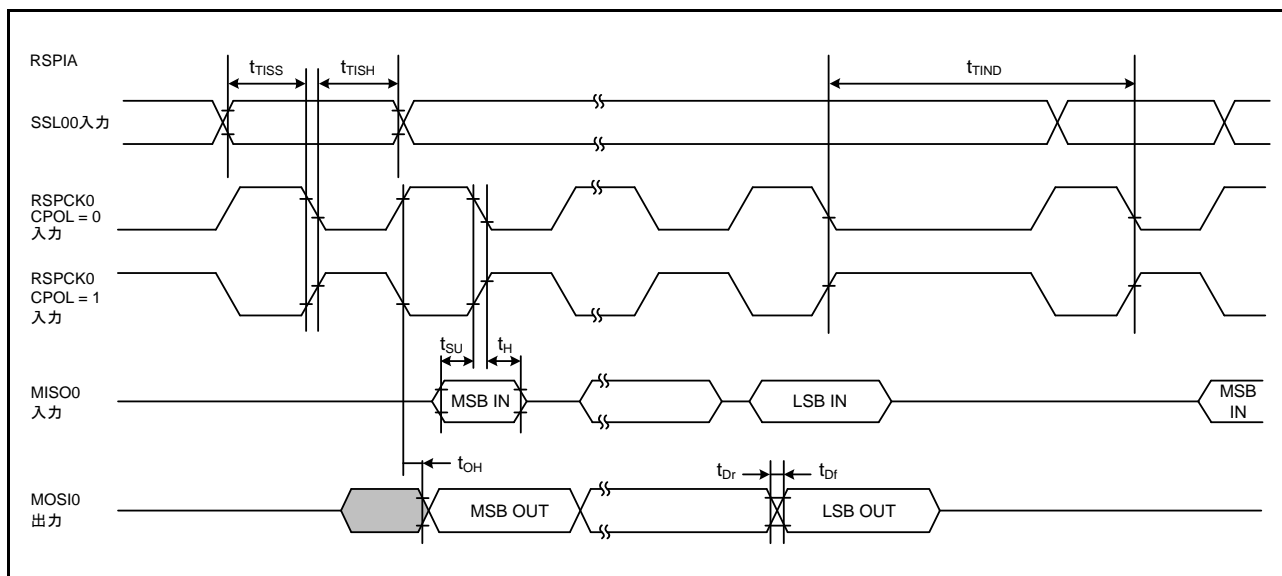 RSPIA
tTISS
tTISH
tTIND
SSL00入力
RSPCK0
CPOL = 0
入力
RSPCK0
CPOL = 1
入力
tSU
tH
MISO0
入力
MSB IN
LSB IN
MSB
IN
tOH
tDr
tDf
MOSI0
出力
MSB OUT
LSB OUT